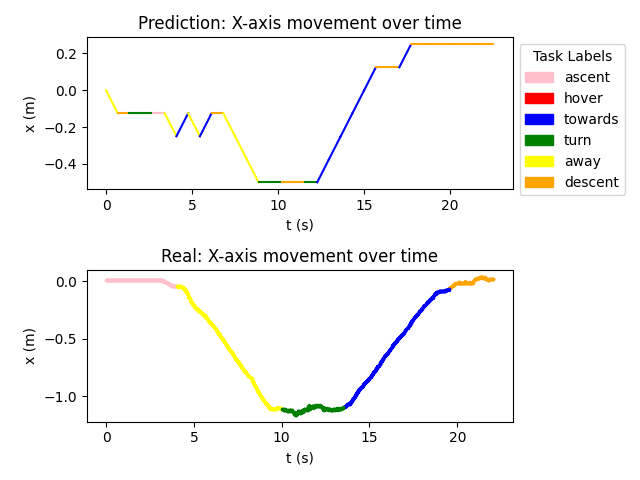 Prediction: X-axis movement over time
0.2
0.0
−0.2
−0.4
x (m)
0
5
10
15
20
t (s)
Task Labels
ascent
hover
towards
turn
away
descent
Real: X-axis movement over time
0.0
−0.5
−1.0
x (m)
0
5
10
15
20
t (s)